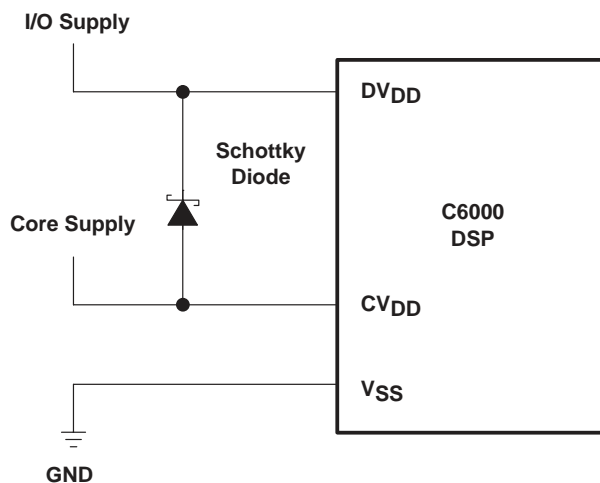 I/O Supply
DVDD
Schottky
Diode
C6000
DSP
Core Supply
CVDD
VSS
GND